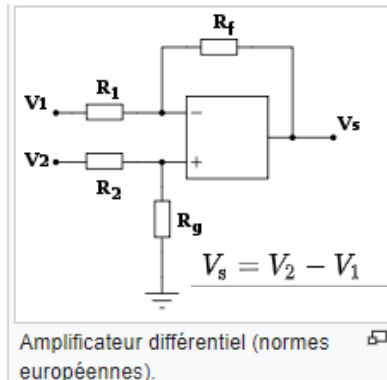 Rf
R1
V1
−
Vs
V2
+
R2
Rg
Vs = V2 − V1
Amplificateur différentiel (normes
européennes).